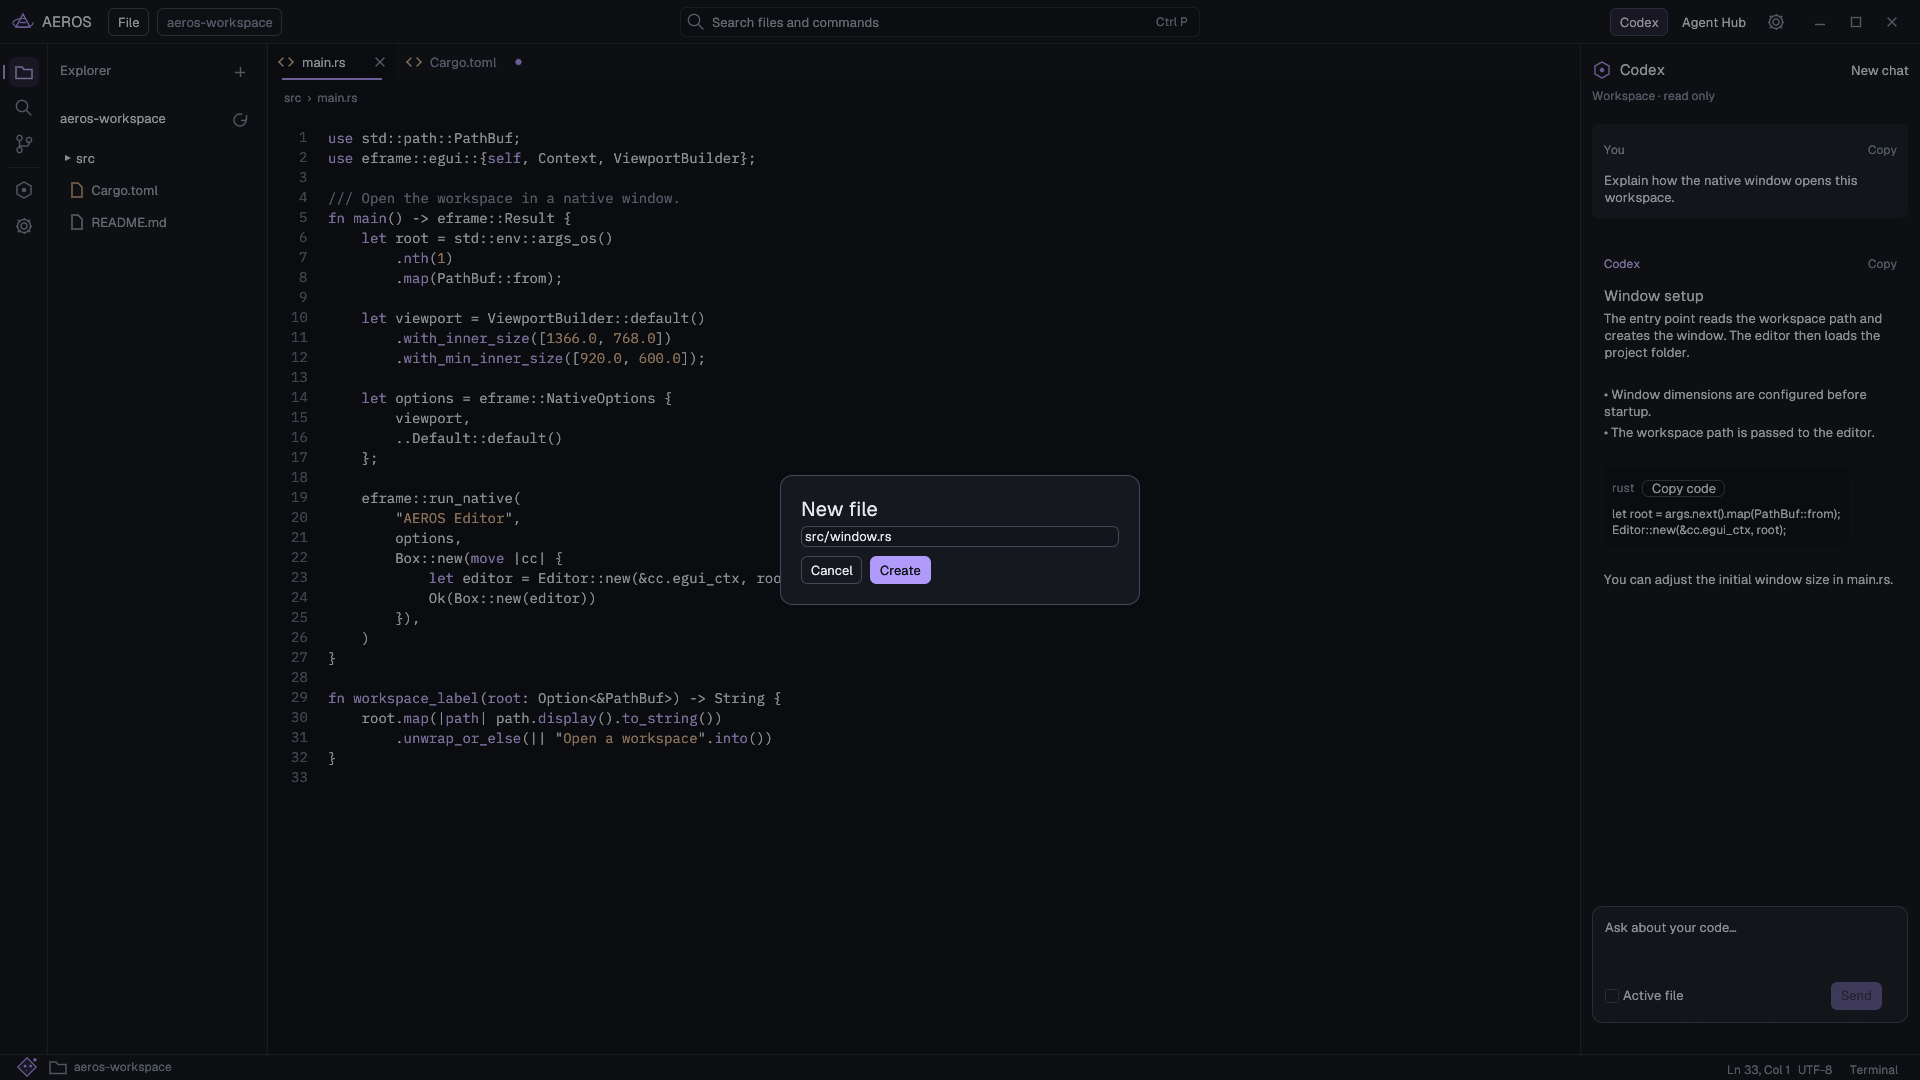 AEROS File aeros-workspace Search files and commands Ctrl P Codex Agent Hub
Explorer
aeros-workspace
src
Cargo.toml
README.md
main.rs Cargo.toml
src › main.rs
1 use std::path::PathBuf;
2 use eframe::egui::{self, Context, ViewportBuilder};
3
4 /// Open the workspace in a native window.
5 fn main() -> eframe::Result {
6     let root = std::env::args_os()
7         .nth(1)
8         .map(PathBuf::from);
9
10     let viewport = ViewportBuilder::default()
11         .with_inner_size([1366.0, 768.0])
12         .with_min_inner_size([920.0, 600.0]);
13
14     let options = eframe::NativeOptions {
15         viewport,
16         ..Default::default()
17     };
18
19     eframe::run_native(
20         "AEROS Editor",
21         options,
22         Box::new(move |cc| {
23             let editor = Editor::new(&cc.egui_ctx, roo
24             Ok(Box::new(editor))
25         }),
26     )
27 }
28
29 fn workspace_label(root: Option<&PathBuf>) -> String {
30     root.map(|path| path.display().to_string())
31         .unwrap_or_else(|| "Open a workspace".into())
32 }
33
New file
src/window.rs
Cancel Create
Codex New chat
Workspace · read only
You Copy
Explain how the native window opens this
workspace.
Codex Copy
Window setup
The entry point reads the workspace path and
creates the window. The editor then loads the
project folder.
• Window dimensions are configured before
startup.
• The workspace path is passed to the editor.
rust Copy code
let root = args.next().map(PathBuf::from);
Editor::new(&cc.egui_ctx, root);
You can adjust the initial window size in main.rs.
Ask about your code…
Active file Send
aeros-workspace Ln 33, Col 1 UTF-8 Terminal